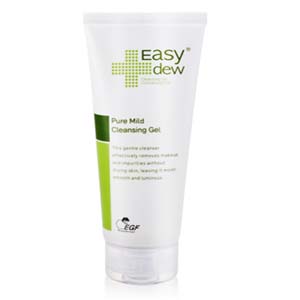 Easy®
dew
Pure Mild
Cleansing Gel
This gentle cleanser
effectively removes makeup
and impurities without
drying skin, leaving it
smooth and luminous.
EGF